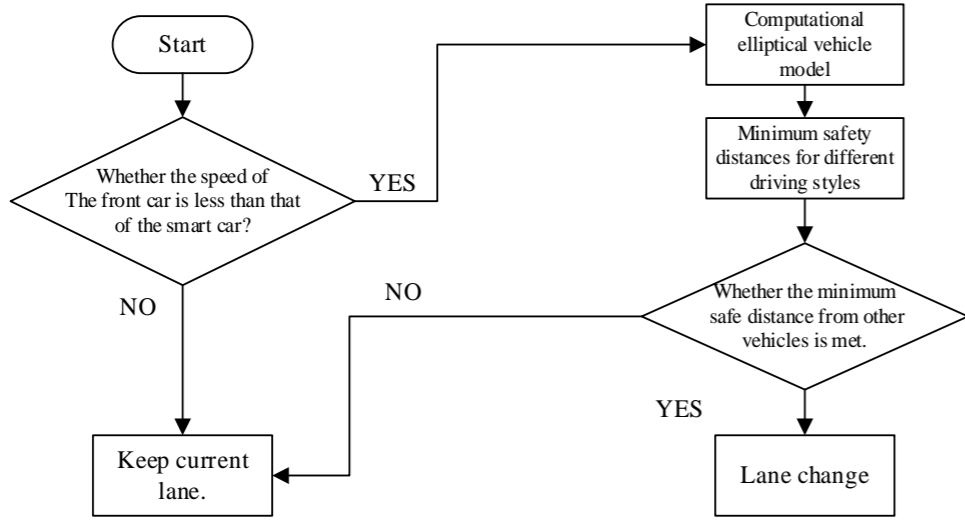 Start
Whether the speed of
The front car is less than that
of the smart car?
YES
NO
Keep current
lane.
Computational
elliptical vehicle
model
Minimum safety
distances for different
driving styles
Whether the minimum
safe distance from other
vehicles is met.
NO
YES
Lane change